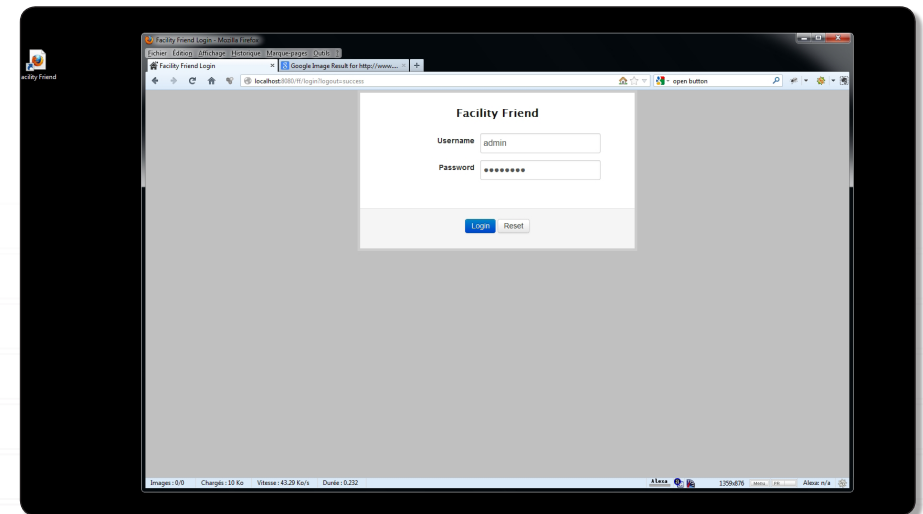 Facility Friend Login - Mozilla Firefox
Fichier Édition Affichage Historique Marque-pages Outils ?
Facility Friend Login × Google Image Result for http://www.... × +
localhost:8080/ff/login?logout=success open button
acility Friend
Facility Friend
Username admin
Password ••••••••
Login Reset
Images : 0/0 Chargés : 10 Ko Vitesse : 43.29 Ko/s Durée : 0.232 Alexa 1359x876 Menu Alexa: n/a